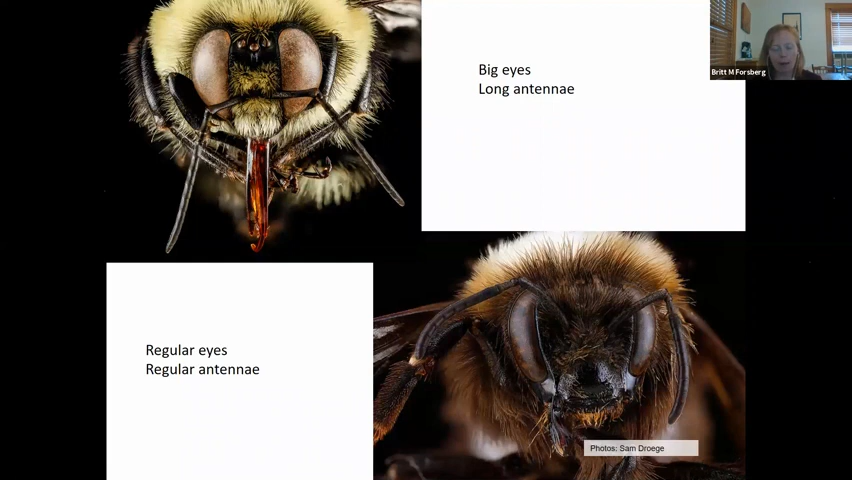 Big eyes
Long antennae
Britt M Forsberg
Regular eyes
Regular antennae
Photos: Sam Droege